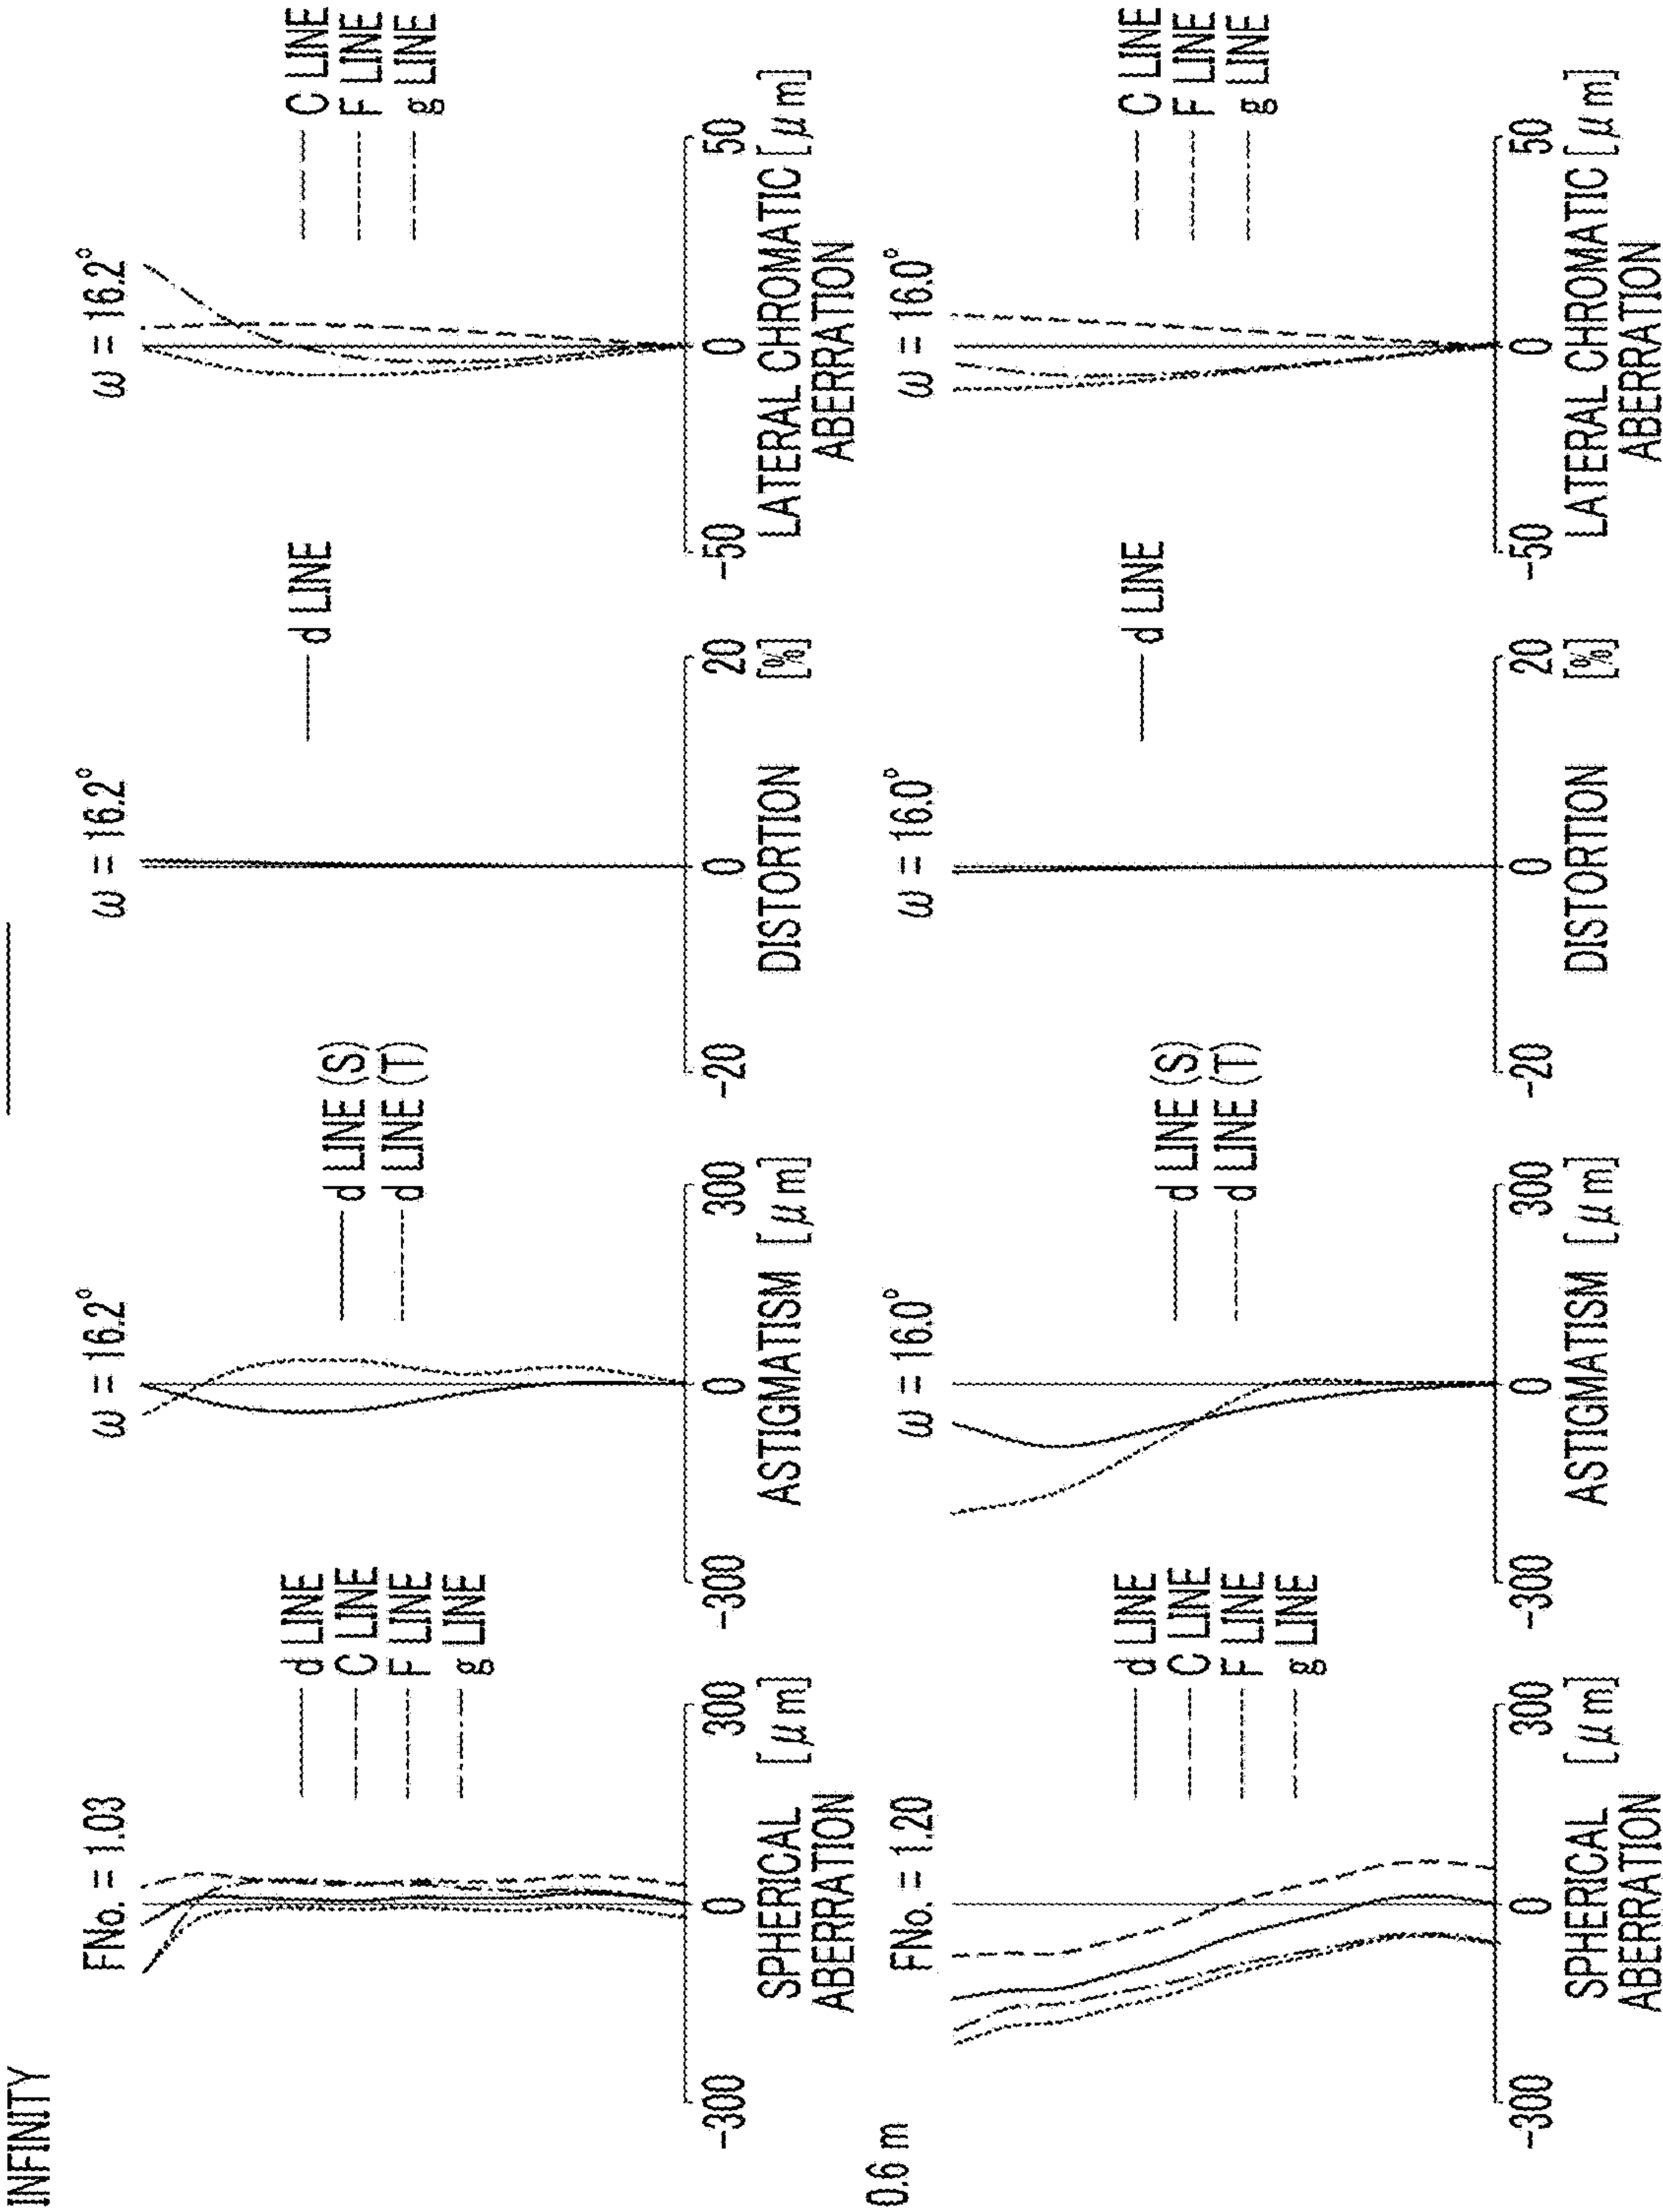 INFINITY
FNo. = 1.03
d LINE
C LINE
F LINE
g LINE
-300
0
300
SPHERICAL [μm]
ABERRATION
ω = 16.2°
d LINE (S)
d LINE (T)
-300
0
300
ASTIGMATISM [μm]
ω = 16.2°
d LINE
-20
0
20
DISTORTION [%]
ω = 16.2°
C LINE
F LINE
g LINE
-50
0
50
LATERAL CHROMATIC [μm]
ABERRATION
0.6 m
FNo. = 1.20
d LINE
C LINE
F LINE
g LINE
-300
0
300
SPHERICAL [μm]
ABERRATION
ω = 16.0°
d LINE (S)
d LINE (T)
-300
0
300
ASTIGMATISM [μm]
ω = 16.0°
d LINE
-20
0
20
DISTORTION [%]
ω = 16.0°
C LINE
F LINE
g LINE
-50
0
50
LATERAL CHROMATIC [μm]
ABERRATION